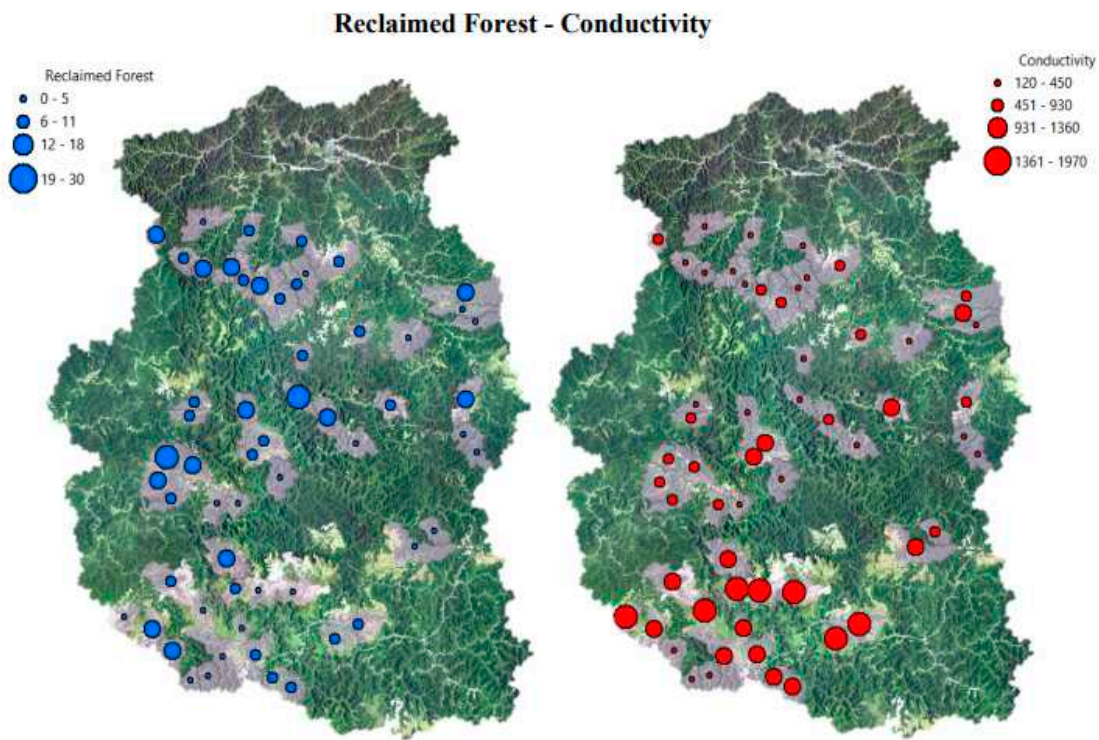 Reclaimed Forest - Conductivity
Reclaimed Forest
0 - 5
6 - 11
12 - 18
19 - 30
Conductivity
120 - 450
451 - 930
931 - 1360
1361 - 1970